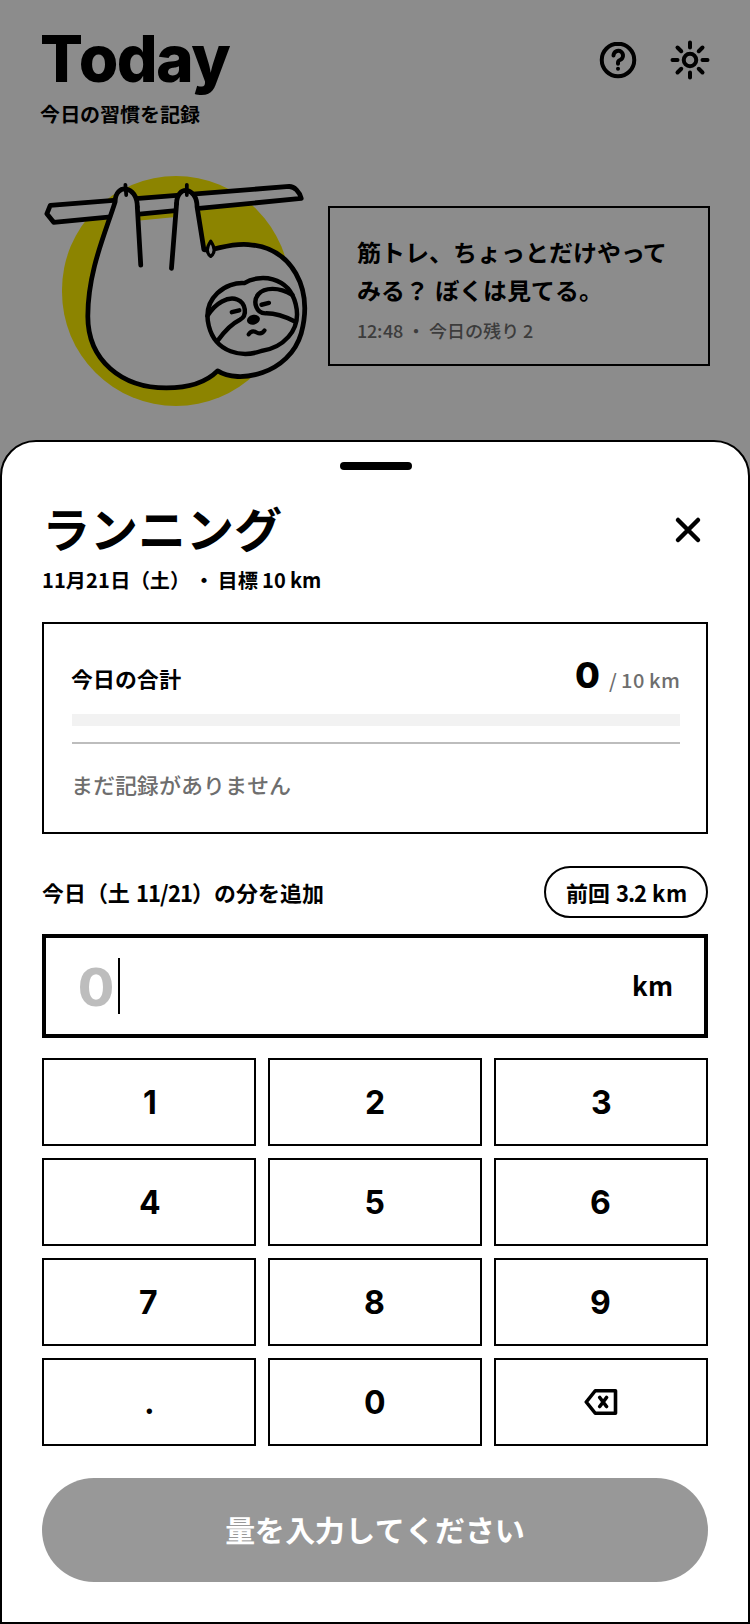 Today
今日の習慣を記録
筋トレ、ちょっとだけやって
みる？ ぼくは見てる。
12:48 ・ 今日の残り 2
ランニング
11月21日（土） ・ 目標 10 km
今日の合計
0 / 10 km
まだ記録がありません
今日（土 11/21）の分を追加
前回 3.2 km
0 km
1 2 3
4 5 6
7 8 9
. 0
量を入力してください